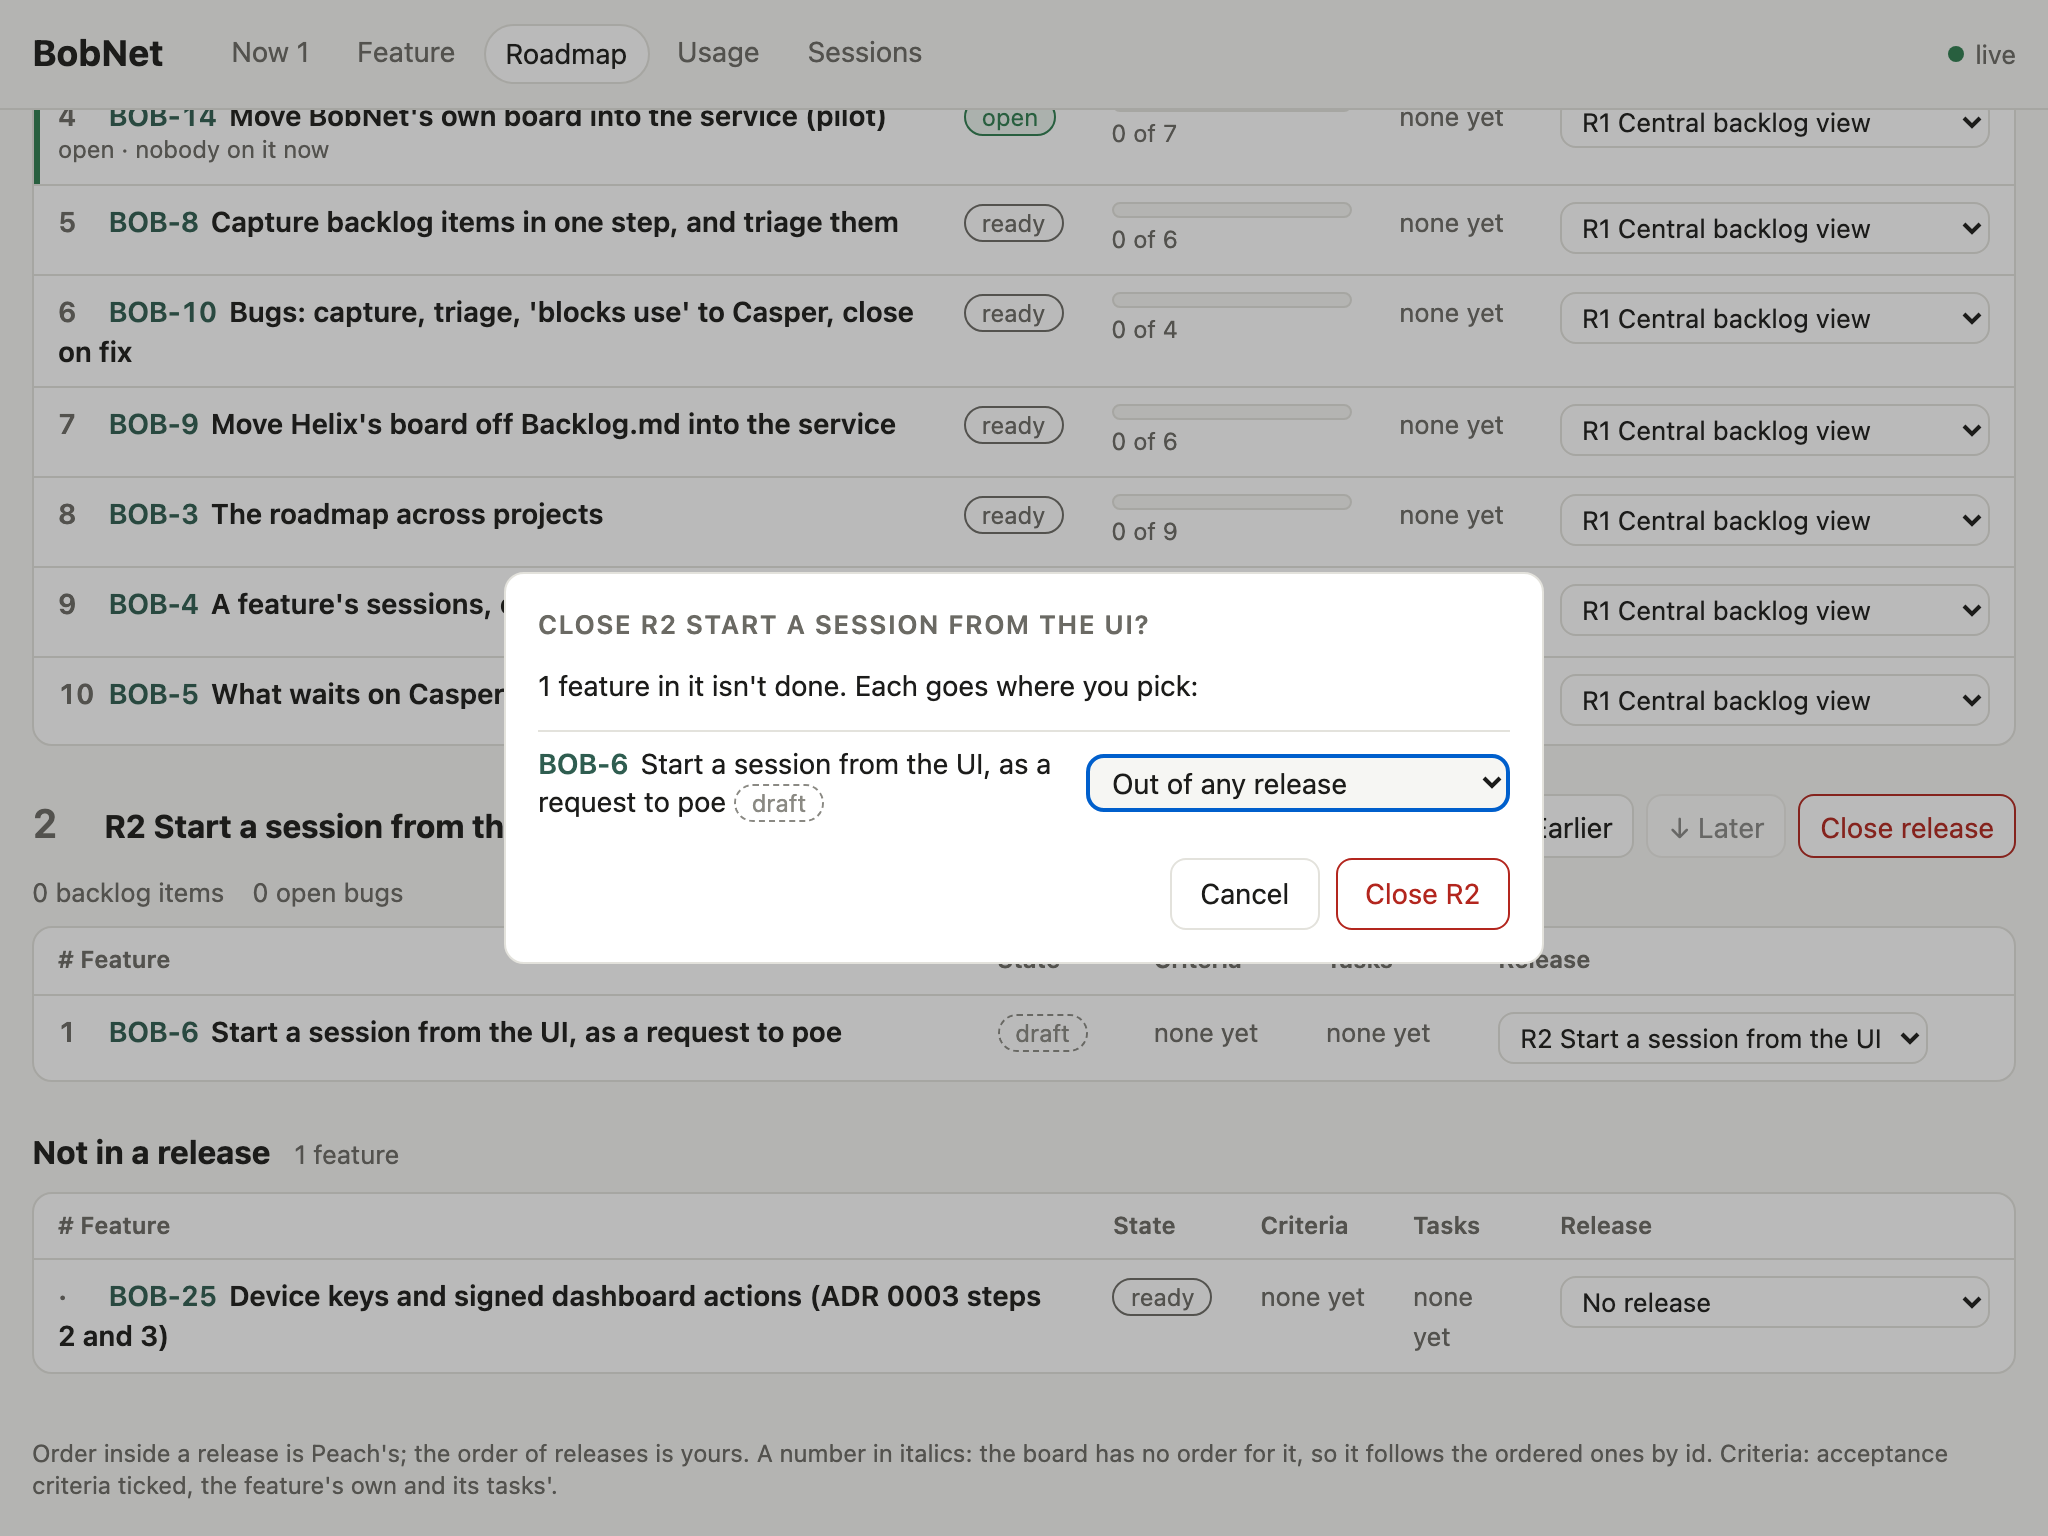 BobNet Now 1 Feature Roadmap Usage Sessions live
4 BOB-14 Move BobNet's own board into the service (pilot) open 0 of 7 none yet R1 Central backlog view
open · nobody on it now
5 BOB-8 Capture backlog items in one step, and triage them ready 0 of 6 none yet R1 Central backlog view
6 BOB-10 Bugs: capture, triage, 'blocks use' to Casper, close ready 0 of 4 none yet R1 Central backlog view
on fix
7 BOB-9 Move Helix's board off Backlog.md into the service ready 0 of 6 none yet R1 Central backlog view
8 BOB-3 The roadmap across projects ready 0 of 9 none yet R1 Central backlog view
9 BOB-4 A feature's sessions, R1 Central backlog view
10 BOB-5 What waits on Casper R1 Central backlog view
CLOSE R2 START A SESSION FROM THE UI?
1 feature in it isn't done. Each goes where you pick:
BOB-6 Start a session from the UI, as a
request to poe draft
Out of any release
Cancel Close R2
2 R2 Start a session from th Earlier ↓ Later Close release
0 backlog items 0 open bugs
# Feature State Criteria Tasks Release
1 BOB-6 Start a session from the UI, as a request to poe draft none yet none yet R2 Start a session from the UI
Not in a release 1 feature
# Feature State Criteria Tasks Release
· BOB-25 Device keys and signed dashboard actions (ADR 0003 steps ready none yet none No release
2 and 3) yet
Order inside a release is Peach's; the order of releases is yours. A number in italics: the board has no order for it, so it follows the ordered ones by id. Criteria: acceptance
criteria ticked, the feature's own and its tasks'.